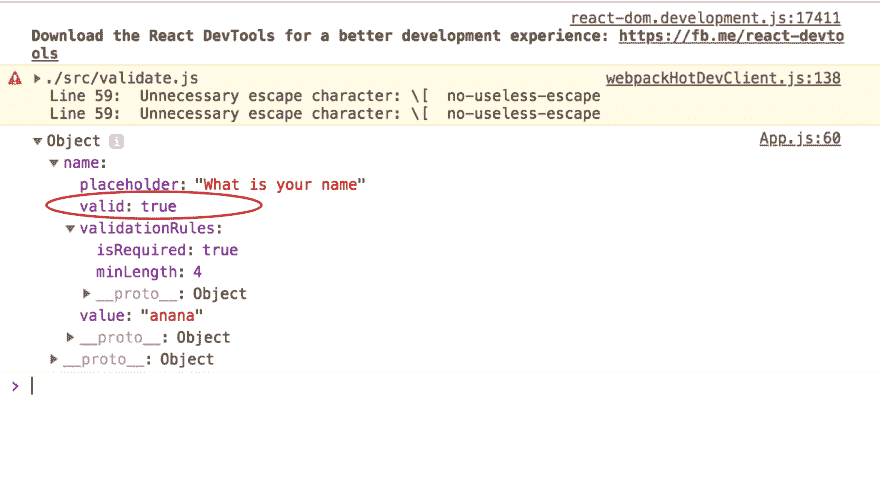 react-dom.development.js:17411
Download the React DevTools for a better development experience: https://fb.me/react-devto
ols
./src/validate.js webpackHotDevClient.js:138
Line 59:  Unnecessary escape character: \[  no-useless-escape
Line 59:  Unnecessary escape character: \[  no-useless-escape
Object i App.js:60
name:
placeholder: "What is your name"
valid: true
validationRules:
isRequired: true
minLength: 4
__proto__: Object
value: "anana"
__proto__: Object
__proto__: Object
>